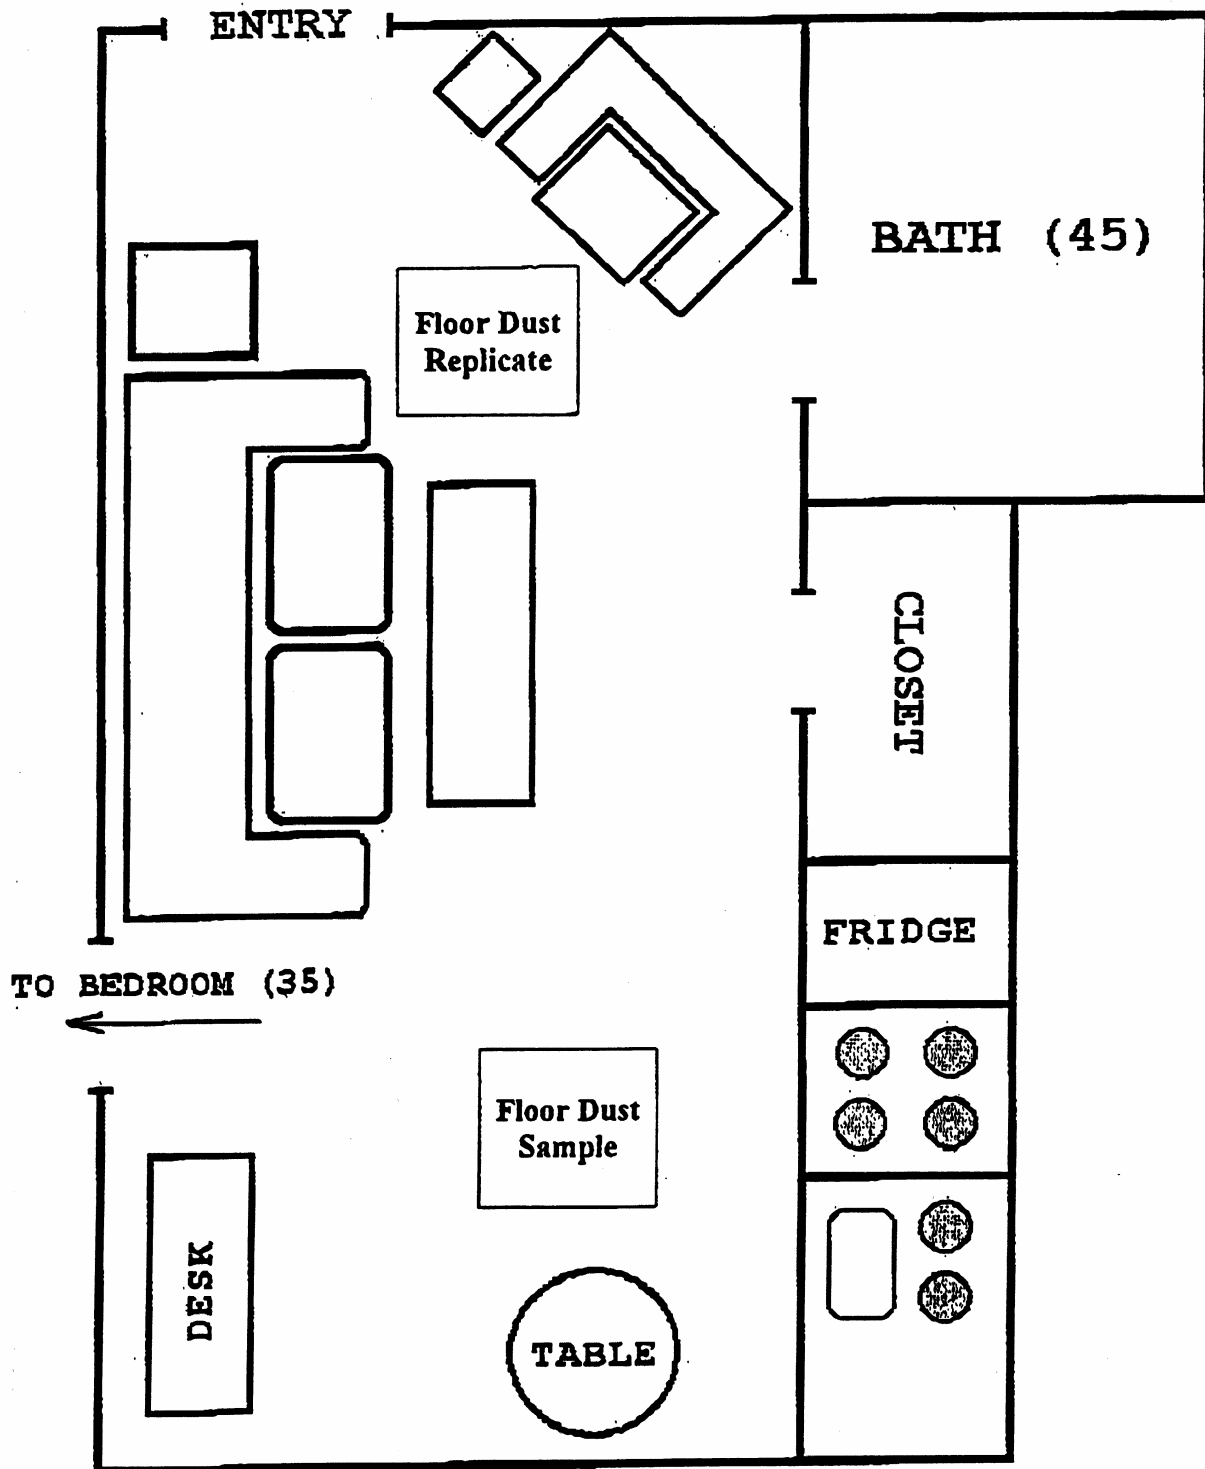 ENTRY
BATH (45)
Floor Dust
Replicate
CLOSET
FRIDGE
TO BEDROOM (35)
Floor Dust
Sample
DESK
TABLE